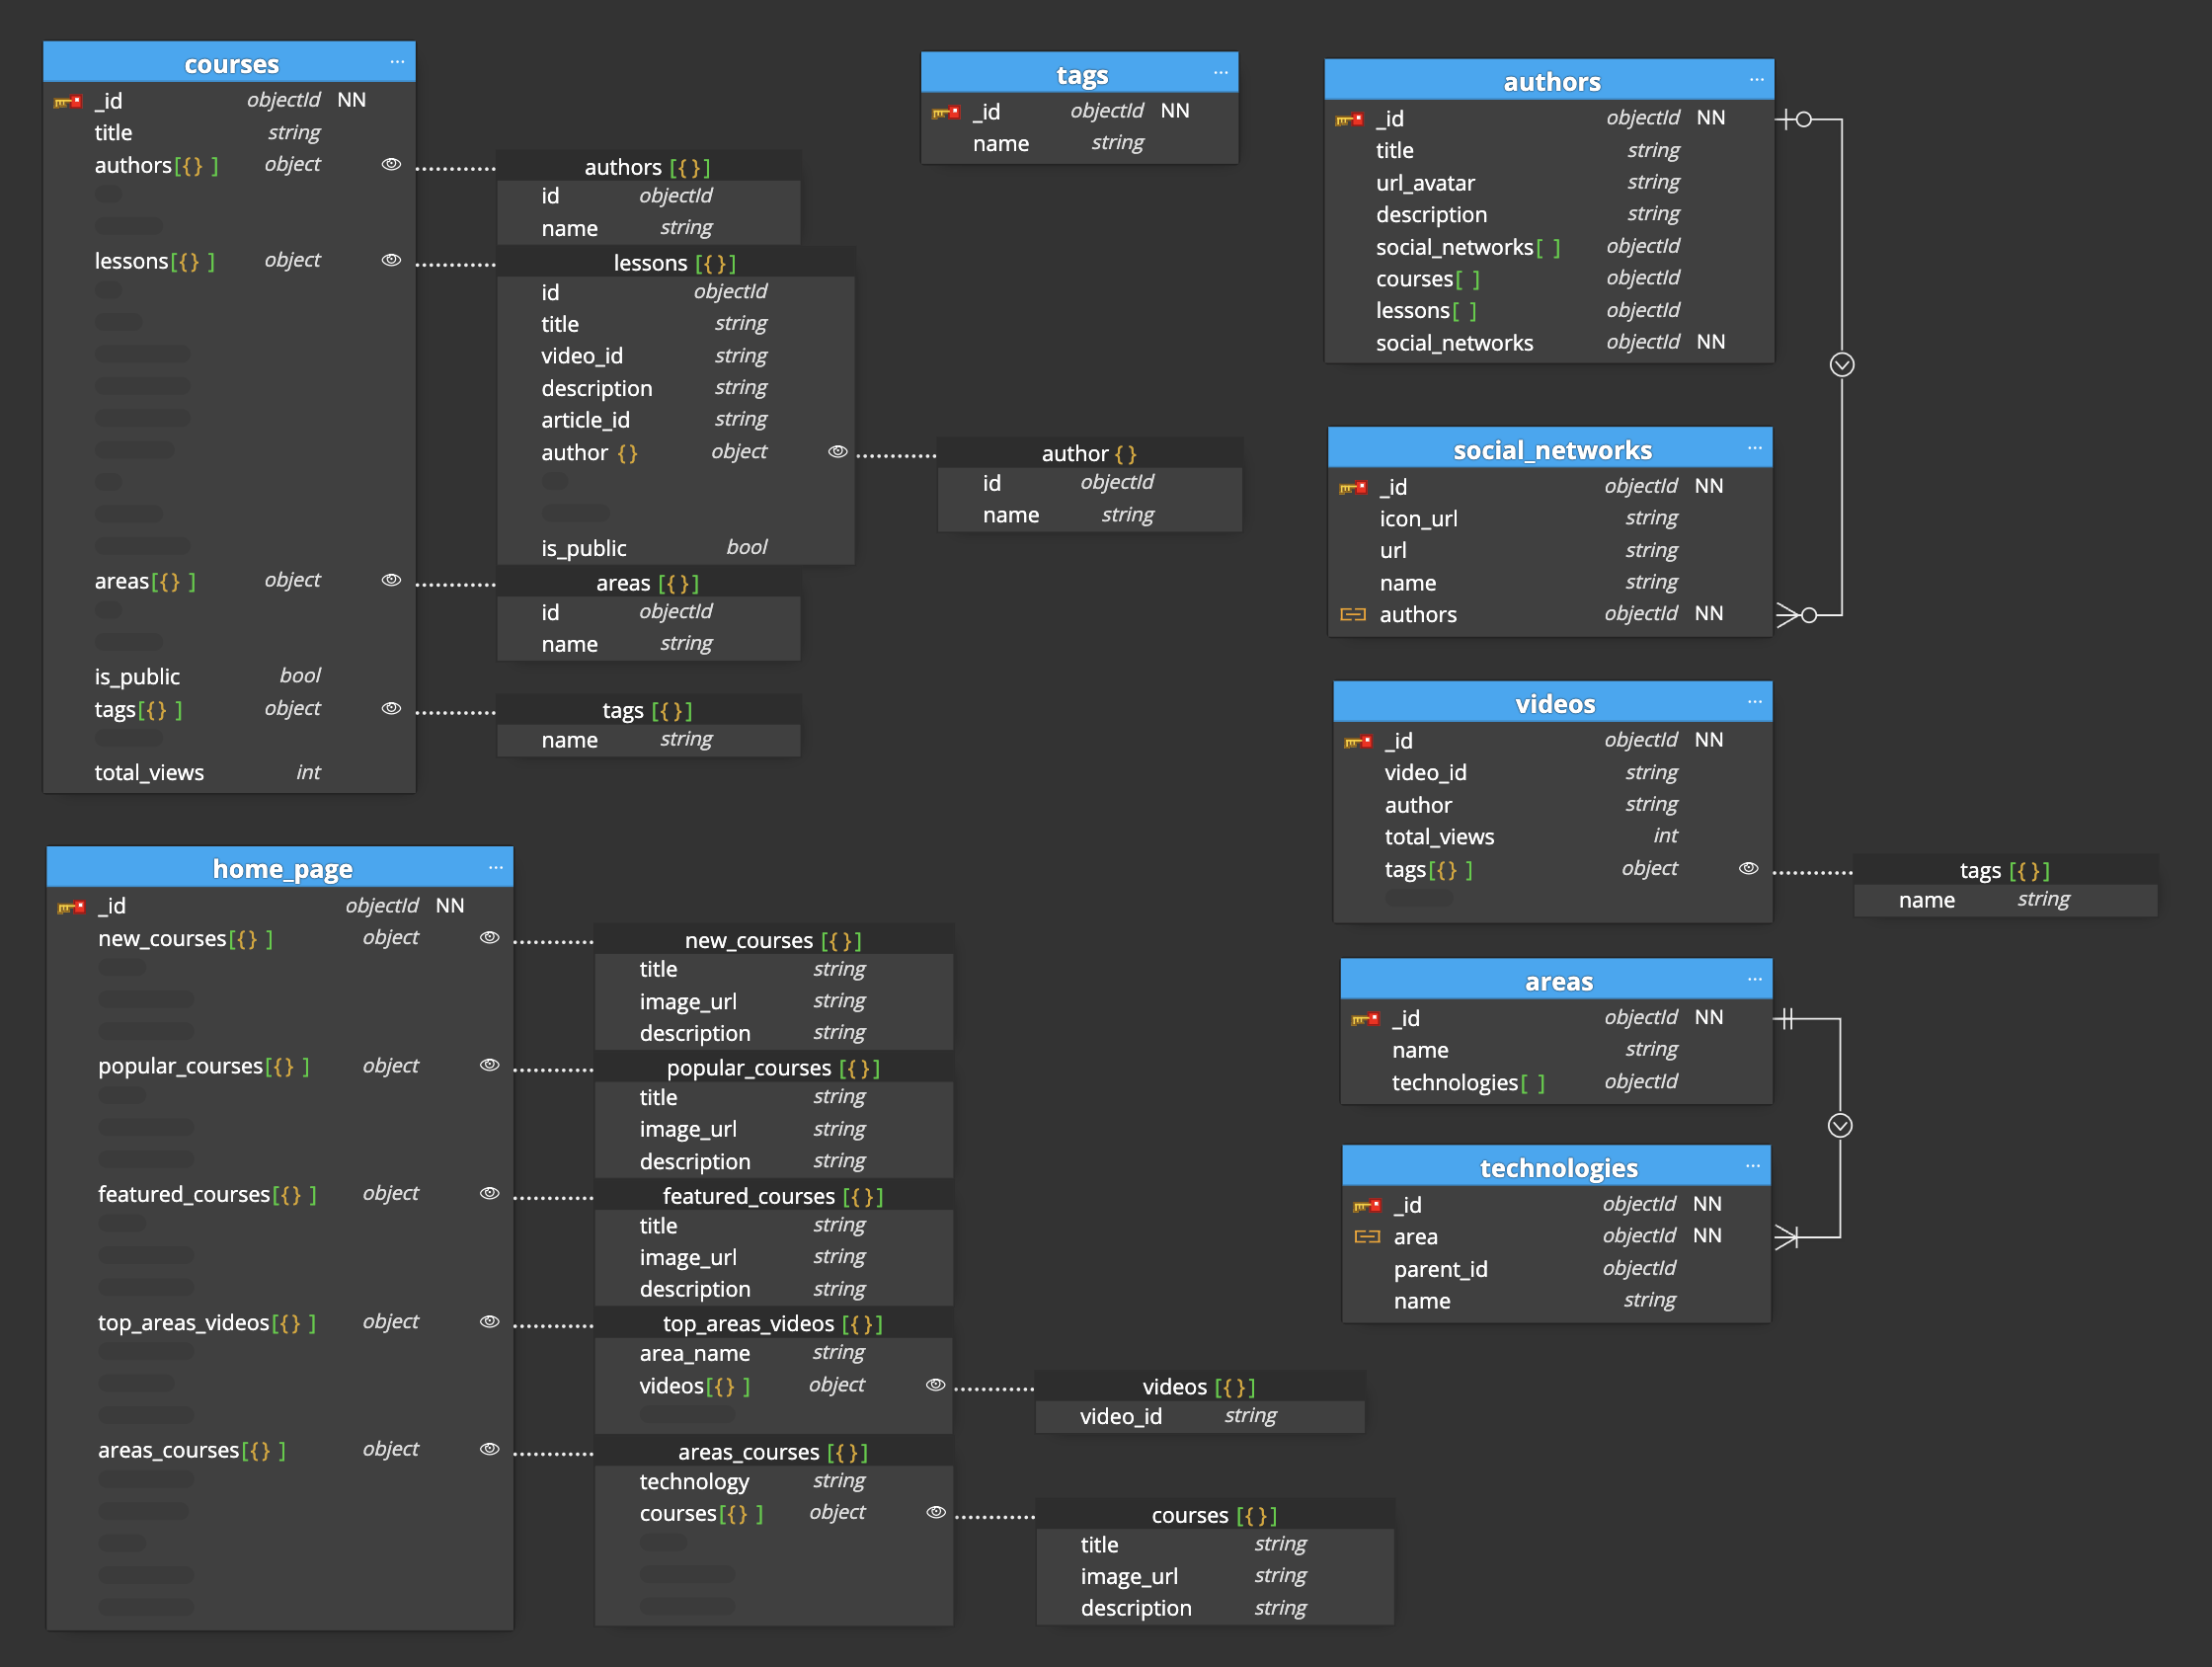 courses ...
_id objectId NN
title string
authors[{} ] object
lessons[{} ] object
areas[{} ] object
is_public bool
tags[{} ] object
total_views int
authors [{}]
id objectId
name string
lessons [{}]
id objectId
title string
video_id string
description string
article_id string
author {} object
is_public bool
author {}
id objectId
name string
areas [{}]
id objectId
name string
tags [{}]
name string
tags ...
_id objectId NN
name string
authors ...
_id objectId NN
title string
url_avatar string
description string
social_networks[ ] objectId
courses[ ] objectId
lessons[ ] objectId
social_networks objectId NN
social_networks ...
_id objectId NN
icon_url string
url string
name string
authors objectId NN
videos ...
_id objectId NN
video_id string
author string
total_views int
tags[{} ] object
tags [{}]
name string
areas ...
_id objectId NN
name string
technologies[ ] objectId
technologies ...
_id objectId NN
area objectId NN
parent_id objectId
name string
home_page ...
_id objectId NN
new_courses[{} ] object
popular_courses[{} ] object
featured_courses[{} ] object
top_areas_videos[{} ] object
areas_courses[{} ] object
new_courses [{}]
title string
image_url string
description string
popular_courses [{}]
title string
image_url string
description string
featured_courses [{}]
title string
image_url string
description string
top_areas_videos [{}]
area_name string
videos[{} ] object
videos [{}]
video_id string
areas_courses [{}]
technology string
courses[{} ] object
courses [{}]
title string
image_url string
description string